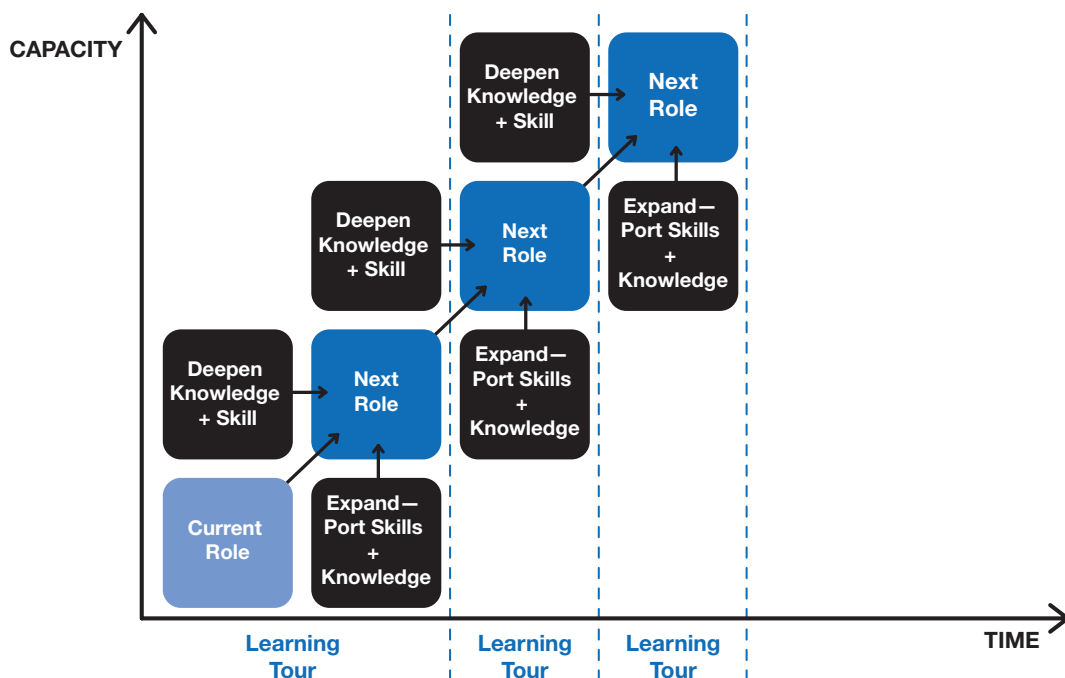 CAPACITY
Deepen
Knowledge
+ Skill
Next
Role
Deepen
Knowledge
+ Skill
Next
Role
Expand—
Port Skills
+
Knowledge
Deepen
Knowledge
+ Skill
Next
Role
Expand—
Port Skills
+
Knowledge
Current
Role
Expand—
Port Skills
+
Knowledge
TIME
Learning
Tour
Learning
Tour
Learning
Tour